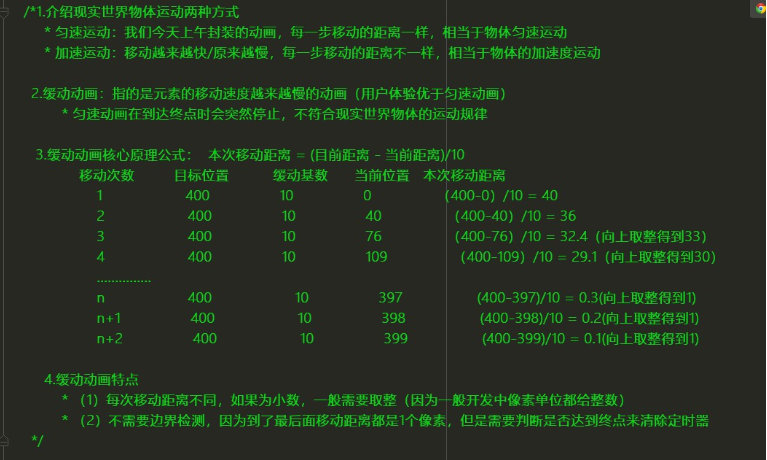 /*1.介绍现实世界物体运动两种方式
* 匀速运动：我们今天上午封装的动画，每一步移动的距离一样，相当于物体匀速运动
* 加速运动：移动越来越快/原来越慢，每一步移动的距离不一样，相当于物体的加速度运动
2.缓动动画：指的是元素的移动速度越来越慢的动画（用户体验优于匀速动画）
* 匀速动画在到达终点时会突然停止，不符合现实世界物体的运动规律
3.缓动动画核心原理公式： 本次移动距离 = (目前距离 - 当前距离)/10
移动次数 目标位置 缓动基数 当前位置 本次移动距离
1 400 10 0 （400-0）/10 = 40
2 400 10 40 （400-40）/10 = 36
3 400 10 76 （400-76）/10 = 32.4（向上取整得到33）
4 400 10 109 （400-109）/10 = 29.1（向上取整得到30）
...............
n 400 10 397 (400-397)/10 = 0.3(向上取整得到1)
n+1 400 10 398 (400-398)/10 = 0.2(向上取整得到1)
n+2 400 10 399 (400-399)/10 = 0.1(向上取整得到1)
4.缓动动画特点
* （1）每次移动距离不同，如果为小数，一般需要取整（因为一般开发中像素单位都给整数）
* （2）不需要边界检测，因为到了最后面移动距离都是1个像素，但是需要判断是否达到终点来清除定时器
*/